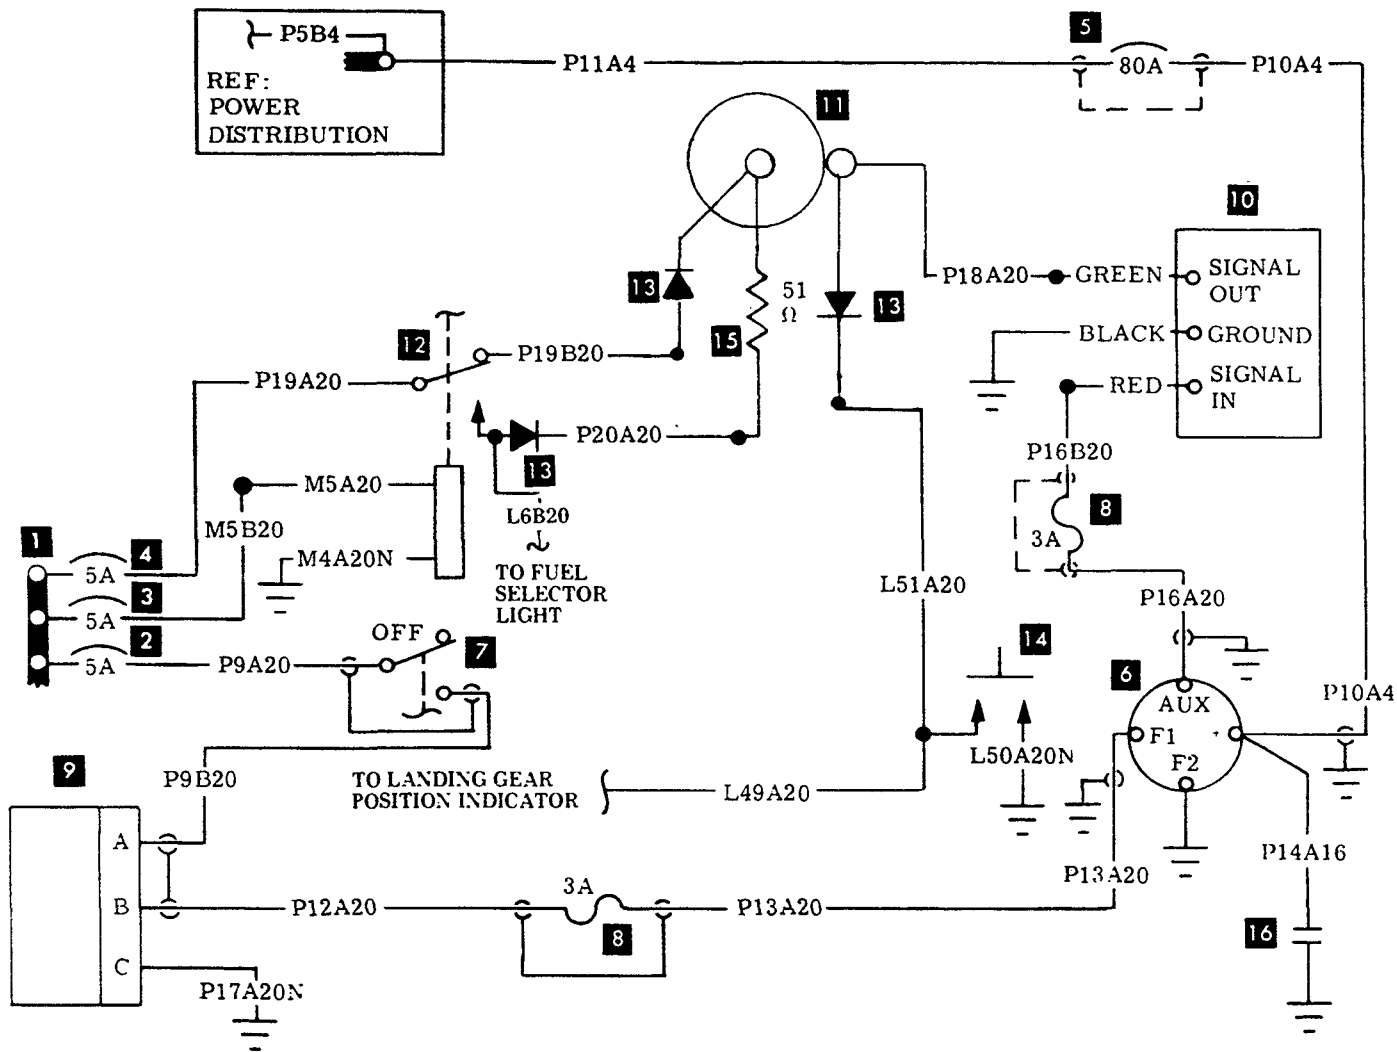 P5B4
REF:
POWER
DISTRIBUTION
P11A4
5
80A
P10A4
11
10
SIGNAL
OUT
GREEN
P18A20
BLACK
GROUND
RED
SIGNAL
IN
13
51
Ω
13
15
12
P19B20
P19A20
P20A20
13
L6B20
TO FUEL
SELECTOR
LIGHT
M5A20
M5B20
M4A20N
1
4
5A
3
5A
2
5A
P9A20
OFF
7
P16B20
8
3A
P16A20
L51A20
14
6
AUX
F1
+
F2
P10A4
L50A20N
9
P9B20
TO LANDING GEAR
POSITION INDICATOR
L49A20
A
B
C
P12A20
3A
8
P13A20
P13A20
P14A16
16
P17A20N